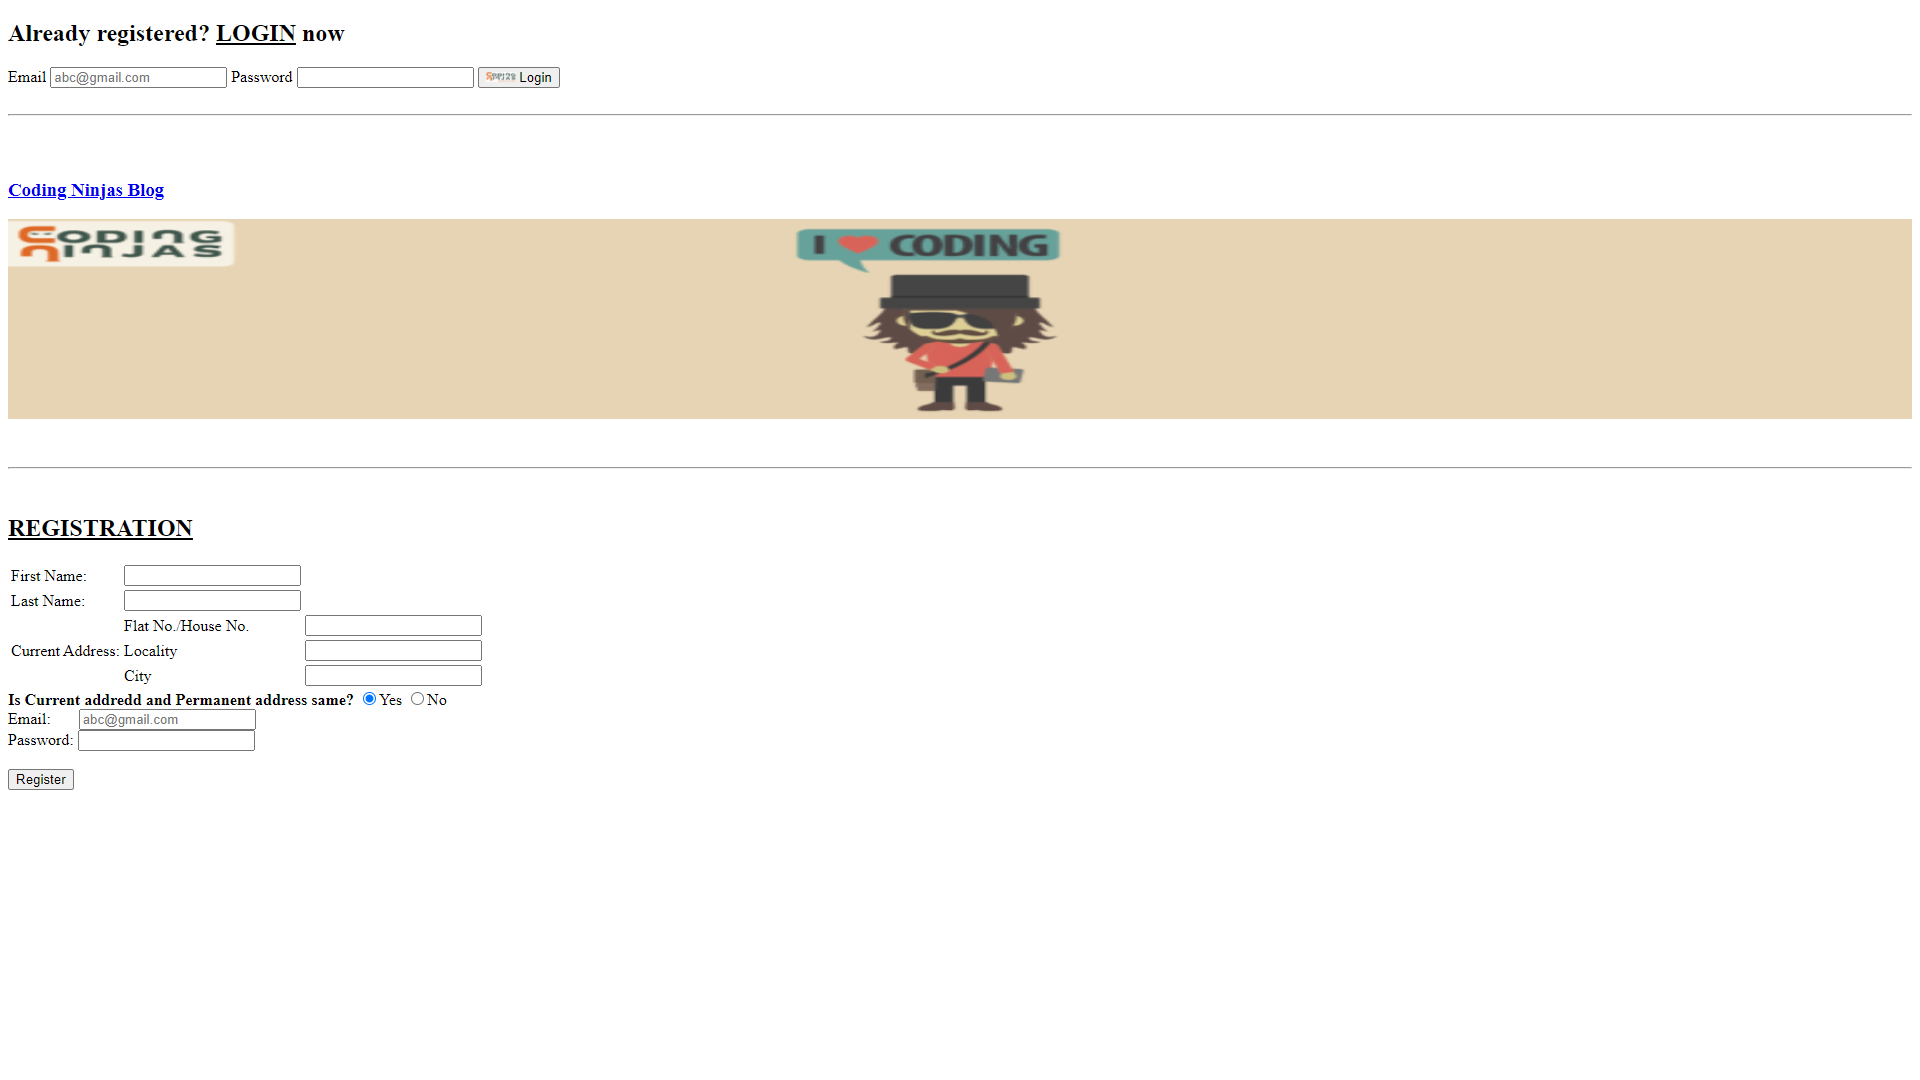 Already registered? LOGIN now
Email abc@gmail.com Password Login
Coding Ninjas Blog
CODING
NINJAS
I ❤ CODING
REGISTRATION
First Name:
Last Name:
Flat No./House No.
Current Address: Locality
City
Is Current addredd and Permanent address same? Yes No
Email: abc@gmail.com
Password:
Register